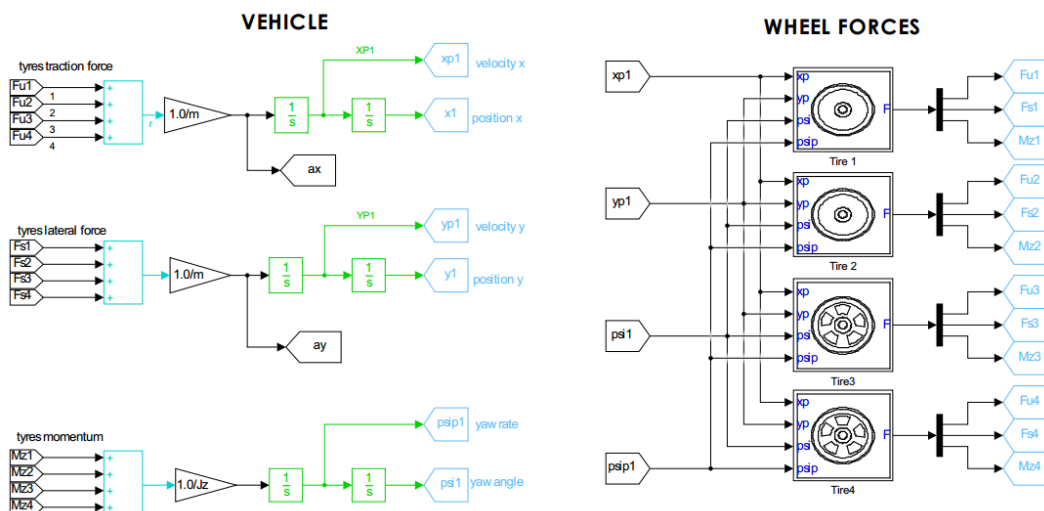 VEHICLE
tyres traction force
Fu1
Fu2
Fu3
Fu4
+
+
+
+
1
2
3
4
r
1.0/m
1
s
XP1
1
s
xp1
velocity x
x1
position x
ax
tyres lateral force
Fs1
Fs2
Fs3
Fs4
+
+
+
+
1.0/m
1
s
YP1
1
s
yp1
velocity y
y1
position y
ay
tyres momentum
Mz1
Mz2
Mz3
Mz4
+
+
+
+
1.0/Jz
1
s
1
s
psip1
yaw rate
psi1
yaw angle
WHEEL FORCES
xp1
yp1
psi1
psip1
xp
yp
psi
psip
F
Tire 1
Fu1
Fs1
Mz1
xp
yp
psi
psip
F
Tire 2
Fu2
Fs2
Mz2
xp
yp
psi
psip
F
Tire3
Fu3
Fs3
Mz3
xp
yp
psi
psip
F
Tire4
Fu4
Fs4
Mz4